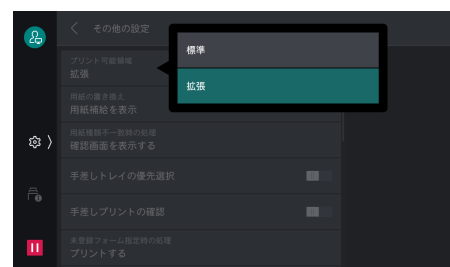 その他の設定
標準
拡張
プリント可能領域
拡張
用紙の置き換え
用紙補給を表示
用紙種類不一致時の処理
確認画面を表示する
手差しトレイの優先選択
手差しプリントの確認
未登録フォーム指定時の処理
プリントする